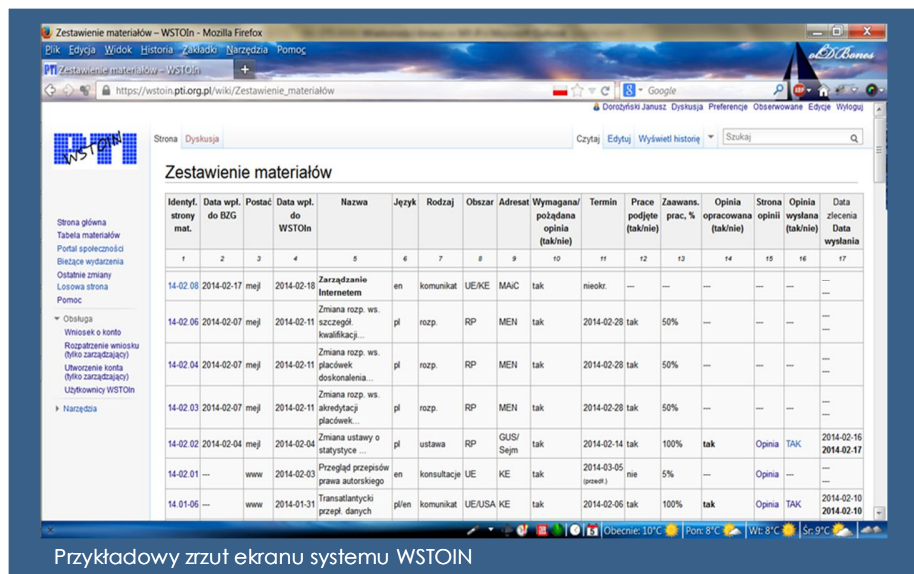 Zestawienie materiałów – WSTOIn - Mozilla Firefox
Plik Edycja Widok Historia Zakładki Narzędzia Pomoc
oldBones
PTI Zestawienie materiałów – WSTOIn +
https://wstoin.pti.org.pl/wiki/Zestawienie_materiałów
Google
Dorożyński Janusz Dyskusja Preferencje Obserwowane Edycje Wyloguj
WSTOIN
Strona Dyskusja Czytaj Edytuj Wyświetl historię Szukaj
Zestawienie materiałów
Strona główna
Tabela materiałów
Portal społeczności
Bieżące wydarzenia
Ostatnie zmiany
Losowa strona
Pomoc
Obsługa
Wniosek o konto
Rozpatrzenie wniosku
(tylko zarządzający)
Utworzenie konta
(tylko zarządzający)
Użytkownicy WSTOIn
Narzędzia
Identyf. strony mat. Data wpł. do BZG Postać Data wpł. do WSTOIn Nazwa Język Rodzaj Obszar Adresat Wymagana/ pożądana opinia (tak/nie) Termin Prace podjęte (tak/nie) Zaawans. prac, % Opinia opracowana (tak/nie) Strona opinii Opinia wysłana (tak/nie) Data zlecenia Data wysłania
1 2 3 4 5 6 7 8 9 10 11 12 13 14 15 16 17
14-02.08 2014-02-17 mejl 2014-02-18 Zarządzanie Internetem en komunikat UE/KE MAiC tak nieokr. --- --- --- --- --- --- ---
14-02.06 2014-02-07 mejl 2014-02-11 Zmiana rozp. ws. szczegół. kwalifikacji... pl rozp. RP MEN tak 2014-02-28 tak 50% --- --- --- --- ---
14-02.04 2014-02-07 mejl 2014-02-11 Zmiana rozp. ws. placówek doskonalenia... pl rozp. RP MEN tak 2014-02-28 tak 50% --- --- --- --- ---
14-02.03 2014-02-07 mejl 2014-02-11 Zmiana rozp. ws. akredytacji placówek... pl rozp. RP MEN tak 2014-02-28 tak 50% --- --- --- --- ---
14-02.02 2014-02-04 mejl 2014-02-04 Zmiana ustawy o statystyce ... pl ustawa RP GUS/ Sejm tak 2014-02-14 tak 100% tak Opinia TAK 2014-02-16 2014-02-17
14-02.01 --- www 2014-02-03 Przegląd przepisów prawa autorskiego en konsultacje UE KE tak 2014-03-05 (przedł.) nie 5% --- Opinia --- --- ---
14.01-06 --- www 2014-01-31 Transatlantycki przepł. danych pl/en komunikat UE/USA KE tak 2014-02-06 tak 100% tak Opinia TAK 2014-02-10 2014-02-10
Obecnie: 10°C Pon: 8°C Wt: 8°C Śr: 9°C
Przykładowy zrzut ekranu systemu WSTOIN